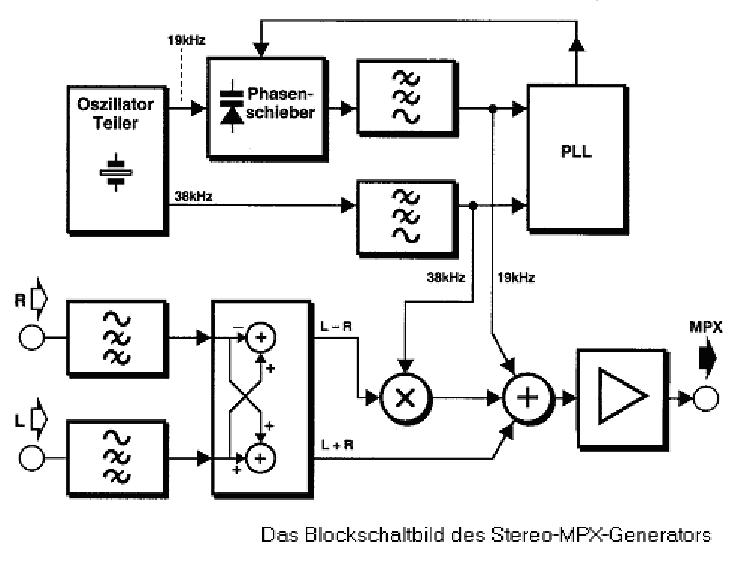 19kHz
Oszillator
Teiler
Phasen-
schieber
PLL
38kHz
38kHz
19kHz
R
L – R
MPX
L
L + R
–
+
+
+
+
+
×
+
Das Blockschaltbild des Stereo-MPX-Generators